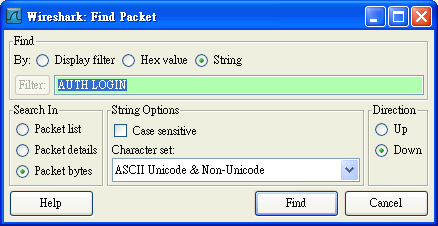 Wireshark: Find Packet
Find
By: Display filter Hex value String
Filter: AUTH LOGIN
Search In
Packet list
Packet details
Packet bytes
String Options
Case sensitive
Character set:
ASCII Unicode & Non-Unicode
Direction
Up
Down
Help Find Cancel